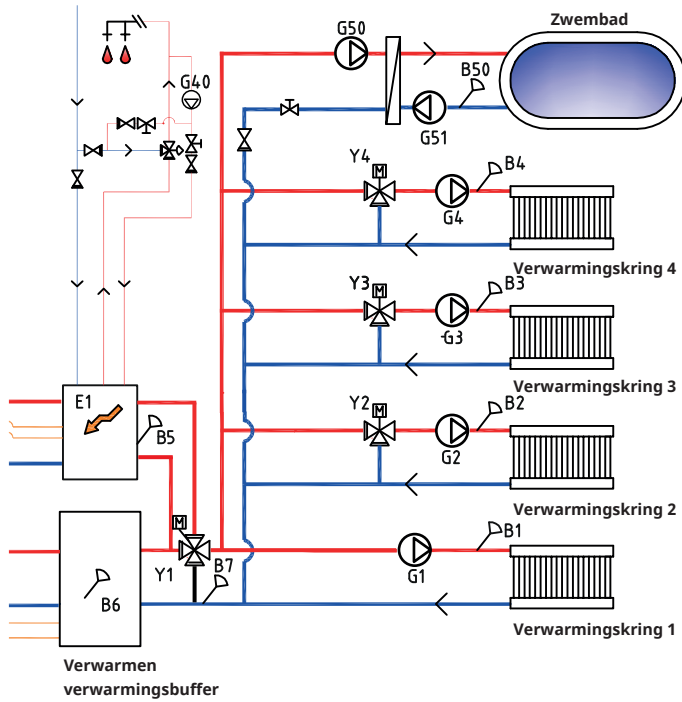 G50
Zwembad
G40
B50
G51
Y4
M
B4
G4
Verwarmingskring 4
Y3
M
B3
G3
Verwarmingskring 3
E1
Y2
M
B2
B5
G2
Verwarmingskring 2
M
B1
Y1
B7
G1
B6
Verwarmingskring 1
Verwarmen
verwarmingsbuffer